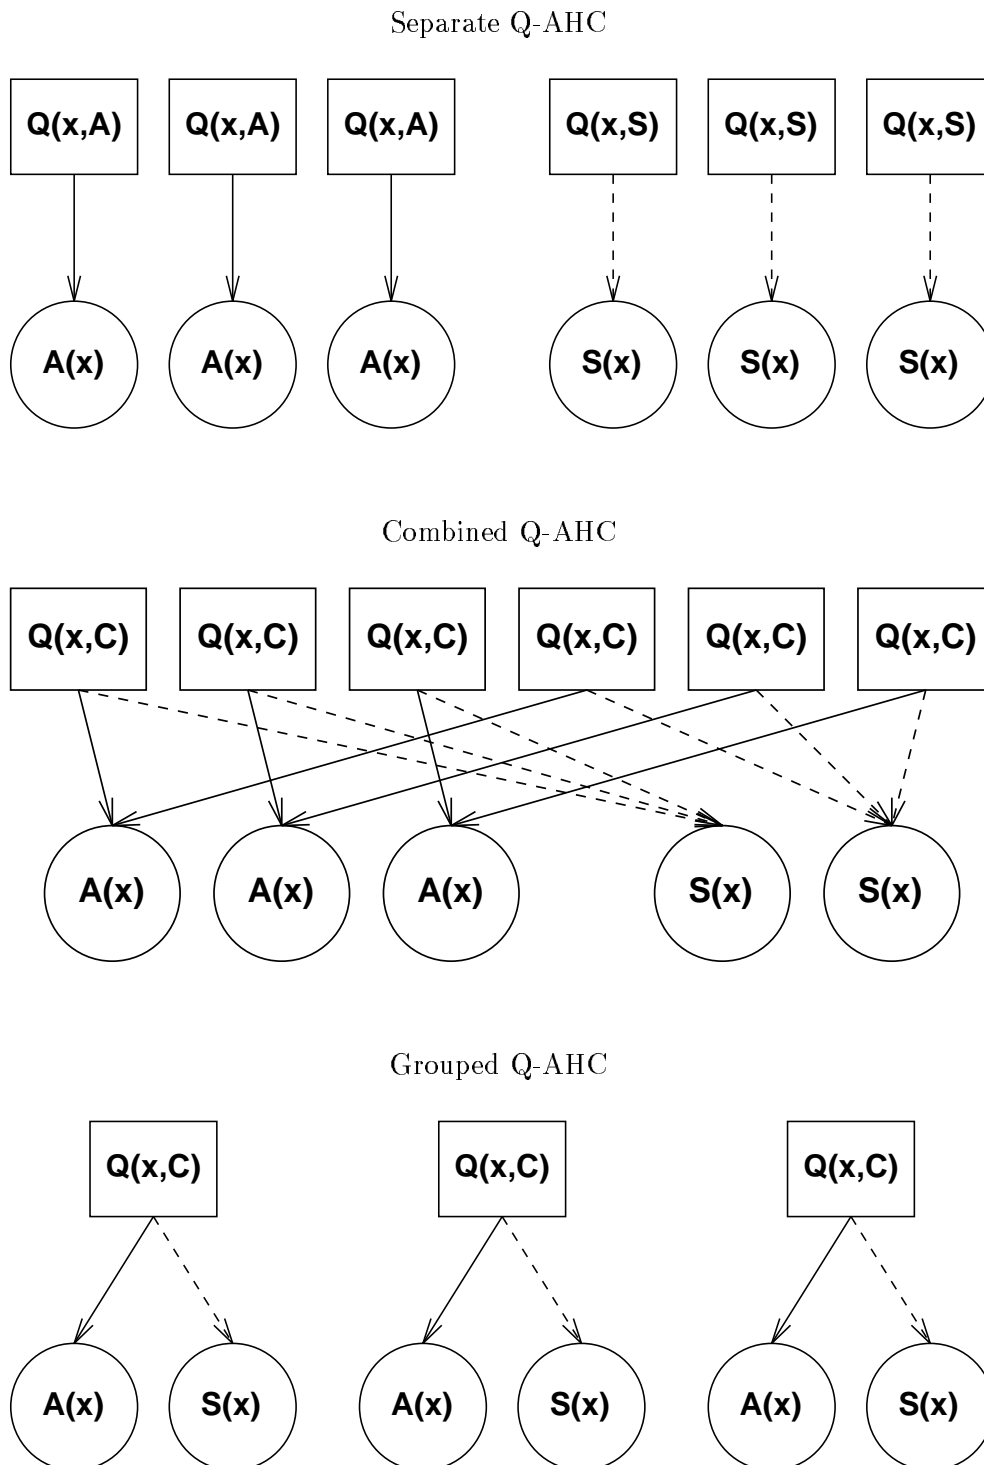 Separate Q-AHC
Q(x,A) Q(x,A) Q(x,A) Q(x,S) Q(x,S) Q(x,S)
A(x) A(x) A(x) S(x) S(x) S(x)
Combined Q-AHC
Q(x,C) Q(x,C) Q(x,C) Q(x,C) Q(x,C) Q(x,C)
A(x) A(x) A(x) S(x) S(x)
Grouped Q-AHC
Q(x,C) Q(x,C) Q(x,C)
A(x) S(x) A(x) S(x) A(x) S(x)